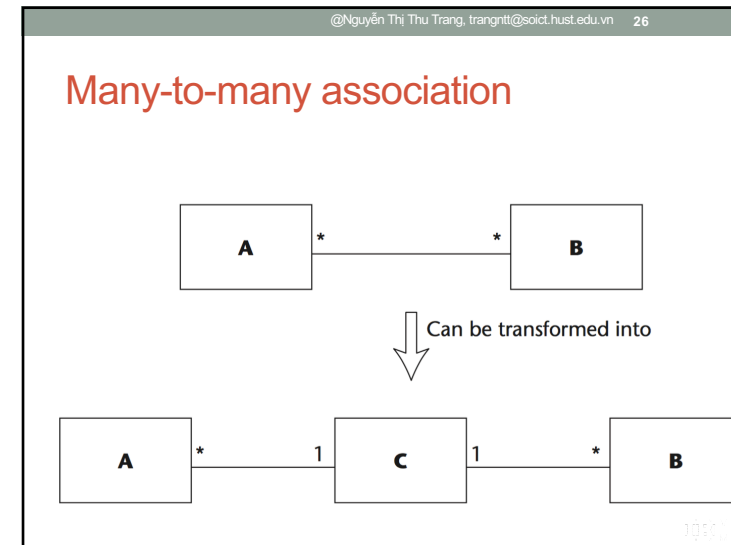 @Nguyễn Thị Thu Trang, trangntt@soict.hust.edu.vn 26
Many-to-many association
A * * B
Can be transformed into
A * 1 C 1 * B